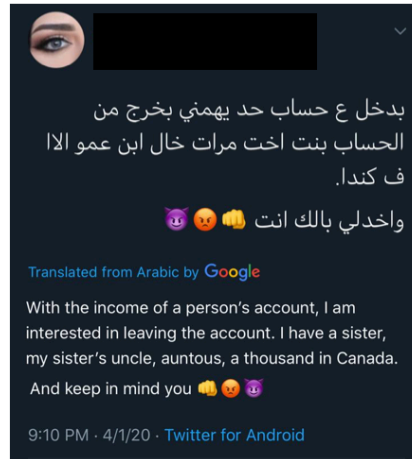 بدخل ع حساب حد يهمني بخرج من
الحساب بنت اخت مرات خال ابن عمو الاا
ف كندا.
واخدلي بالك انت 👊😡😈
Translated from Arabic by Google
With the income of a person's account, I am
interested in leaving the account. I have a sister,
my sister's uncle, auntous, a thousand in Canada.
And keep in mind you 👊😡😈
9:10 PM · 4/1/20 · Twitter for Android